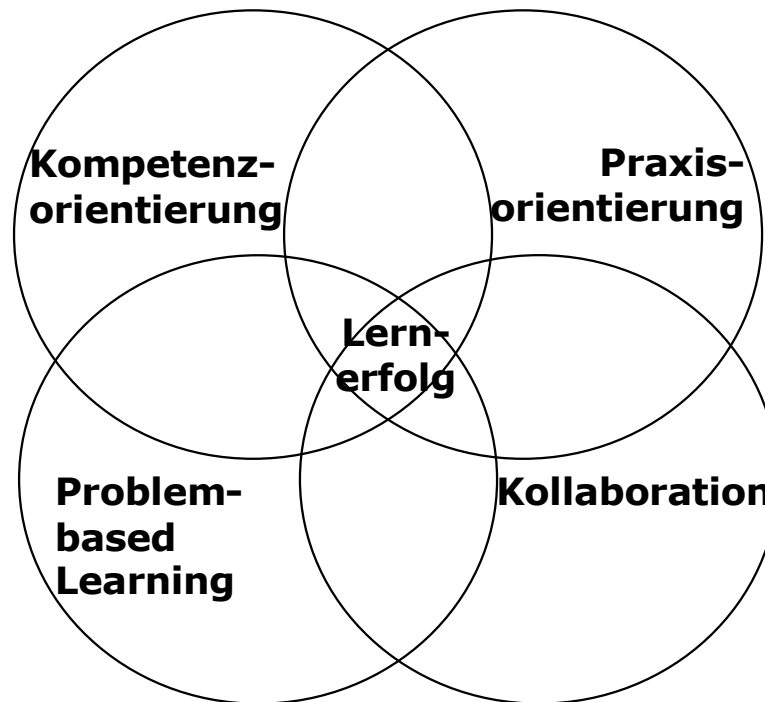 Kompetenz-
orientierung
Praxis-
orientierung
Lern-
erfolg
Problem-
based
Learning
Kollaboration